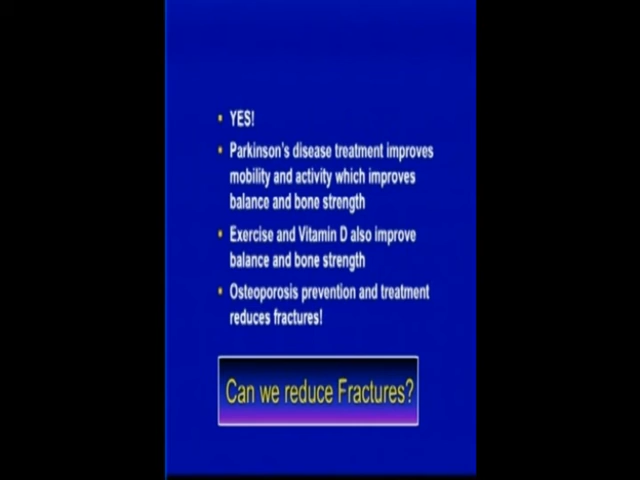 YES!
Parkinson's disease treatment improves
mobility and activity which improves
balance and bone strength
Exercise and Vitamin D also improve
balance and bone strength
Osteoporosis prevention and treatment
reduces fractures!
Can we reduce Fractures?